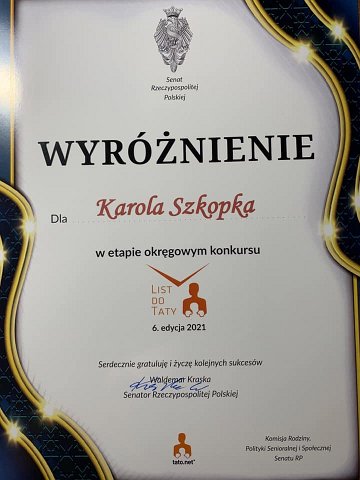 Senat
Rzeczypospolitej
Polskiej
WYRÓŻNIENIE
Dla Karola Szkopka
w etapie okręgowym konkursu
LIST
DO
TATY
6. edycja 2021
Serdecznie gratuluję i życzę kolejnych sukcesów
Waldemar Kraska
Senator Rzeczypospolitej Polskiej
tato.net
Komisja Rodziny,
Polityki Senioralnej i Społecznej
Senatu RP